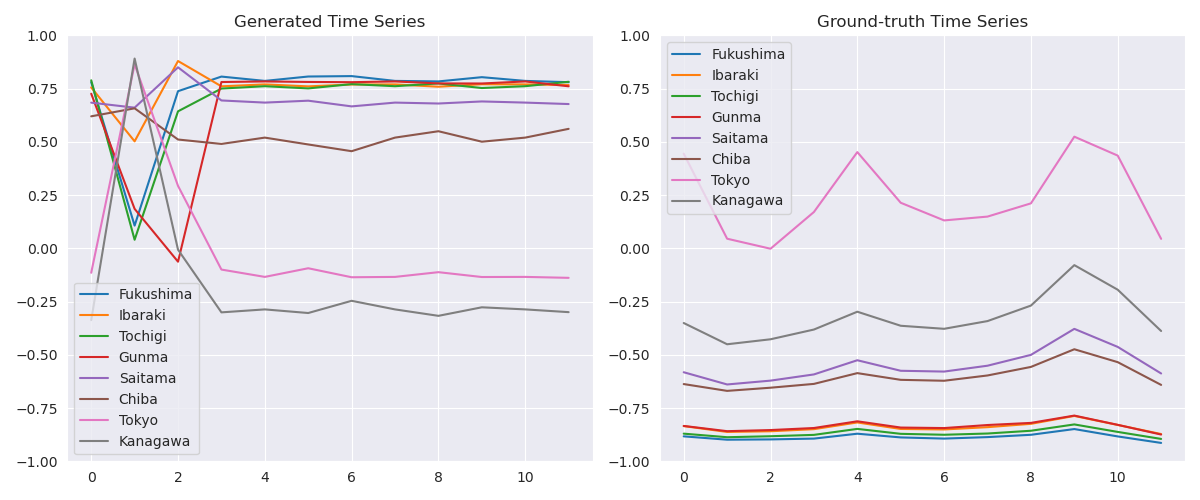 Generated Time Series
1.00
0.75
0.50
0.25
0.00
−0.25
−0.50
−0.75
−1.00
Fukushima
Ibaraki
Tochigi
Gunma
Saitama
Chiba
Tokyo
Kanagawa
0 2 4 6 8 10
Ground-truth Time Series
1.00
0.75
0.50
0.25
0.00
−0.25
−0.50
−0.75
−1.00
Fukushima
Ibaraki
Tochigi
Gunma
Saitama
Chiba
Tokyo
Kanagawa
0 2 4 6 8 10